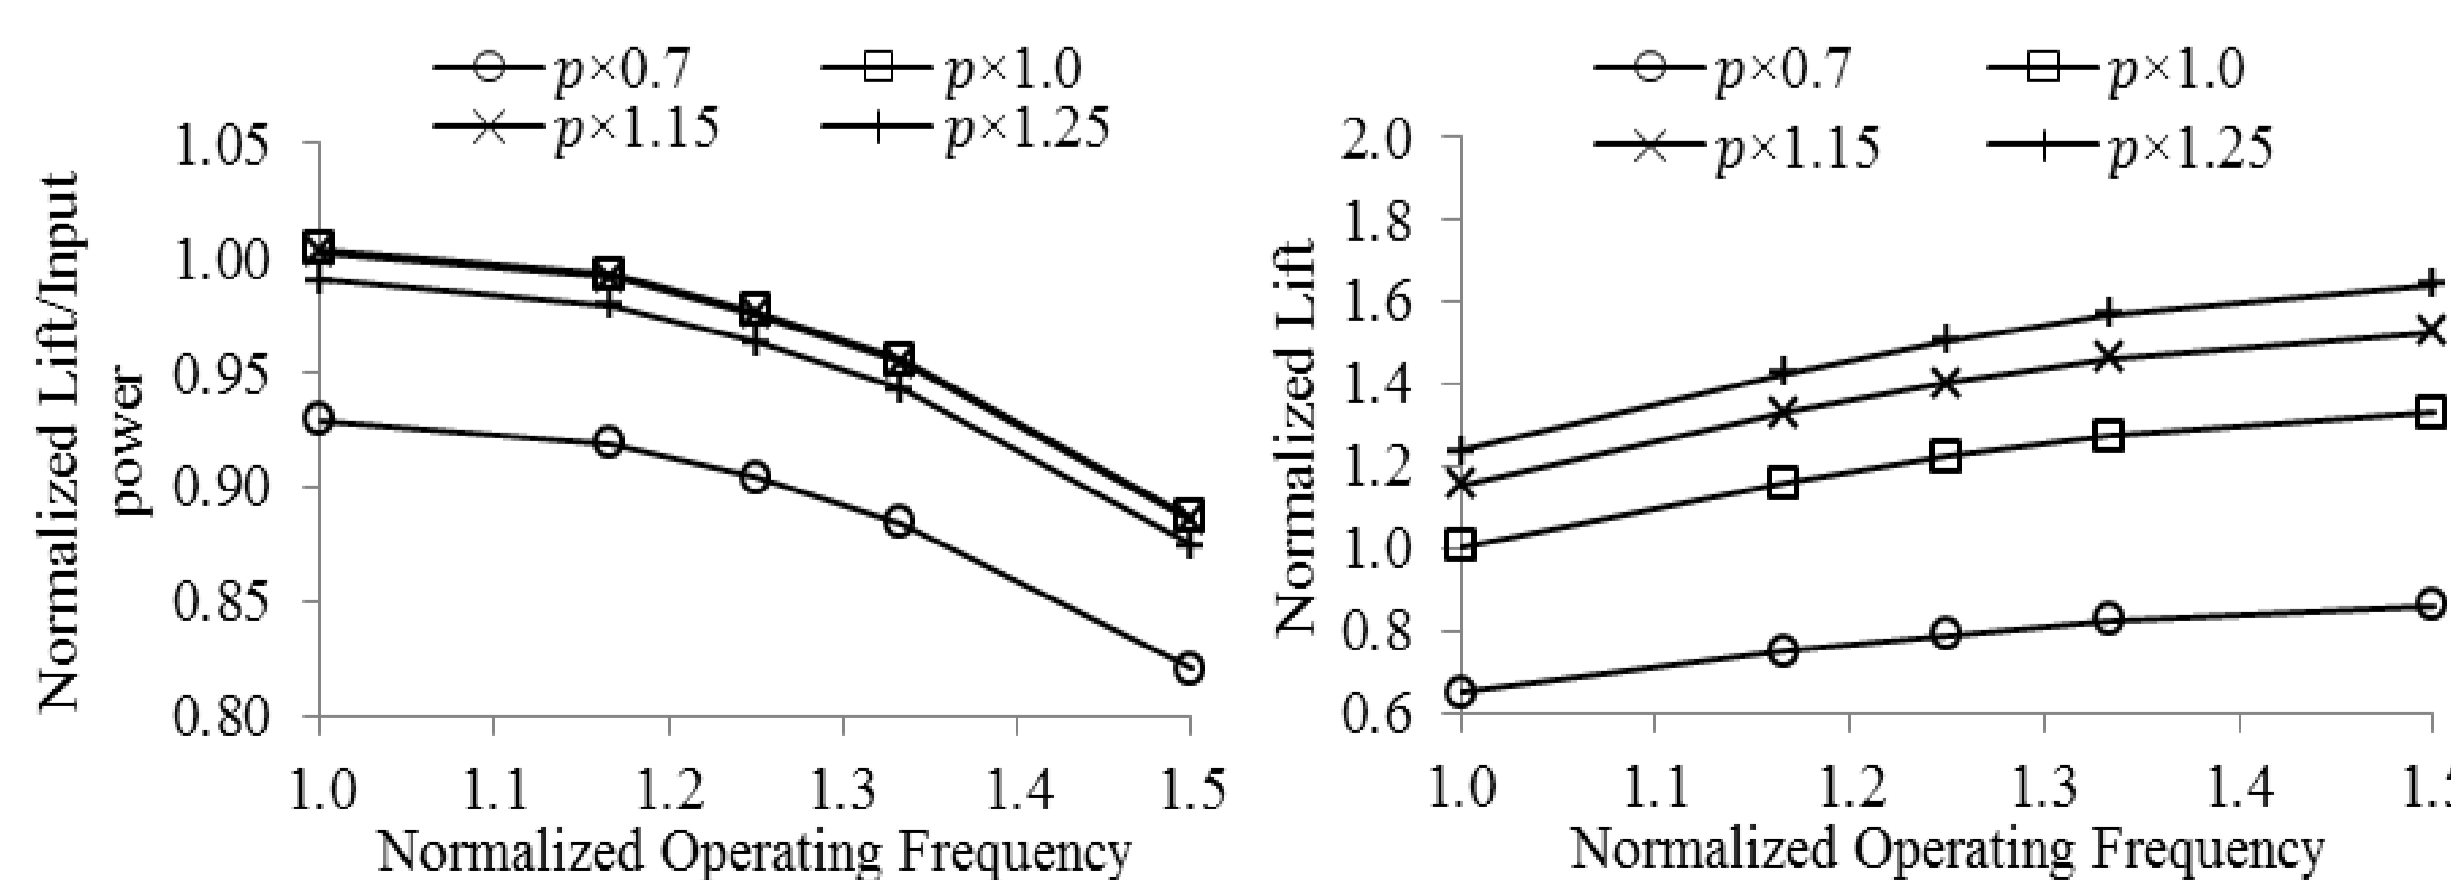 p×0.7 p×1.0
p×1.15 p×1.25
1.05
1.00
0.95
0.90
0.85
0.80
Normalized Lift/Input
power
1.0 1.1 1.2 1.3 1.4 1.5
Normalized Operating Frequency
p×0.7 p×1.0
p×1.15 p×1.25
2.0
1.8
1.6
1.4
1.2
1.0
0.8
0.6
Normalized Lift
1.0 1.1 1.2 1.3 1.4 1.5
Normalized Operating Frequency